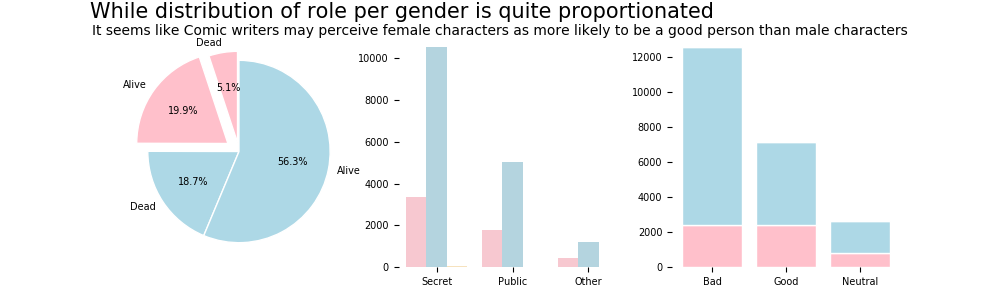 While distribution of role per gender is quite proportionated
It seems like Comic writers may perceive female characters as more likely to be a good person than male characters
Dead
Alive
5.1%
19.9%
56.3%
Alive
18.7%
Dead
10000
8000
6000
4000
2000
0
Secret Public Other
12000
10000
8000
6000
4000
2000
0
Bad Good Neutral